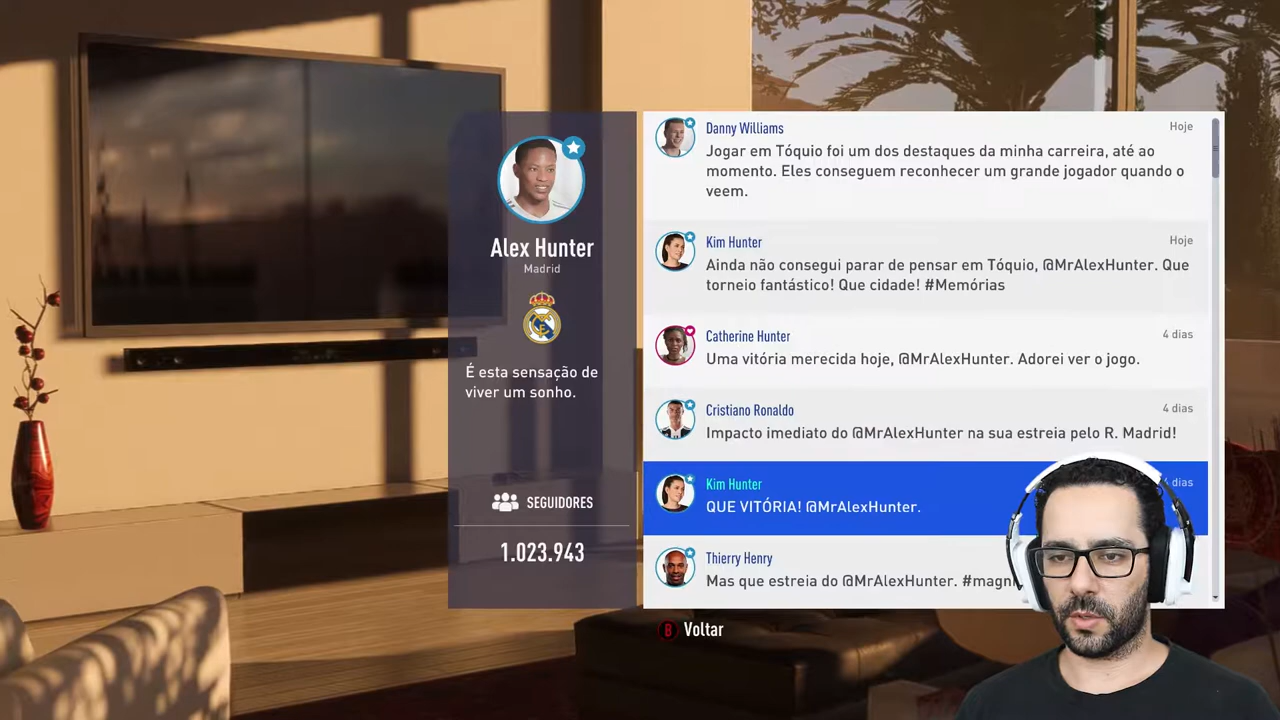 Alex Hunter
Madrid
É esta sensação de
viver um sonho.
SEGUIDORES
1.023.943
Danny Williams
Hoje
Jogar em Tóquio foi um dos destaques da minha carreira, até ao
momento. Eles conseguem reconhecer um grande jogador quando o
veem.
Kim Hunter
Hoje
Ainda não consegui parar de pensar em Tóquio, @MrAlexHunter. Que
torneio fantástico! Que cidade! #Memórias
Catherine Hunter
4 dias
Uma vitória merecida hoje, @MrAlexHunter. Adorei ver o jogo.
Cristiano Ronaldo
4 dias
Impacto imediato do @MrAlexHunter na sua estreia pelo R. Madrid!
Kim Hunter
4 dias
QUE VITÓRIA! @MrAlexHunter.
Thierry Henry
Mas que estreia do @MrAlexHunter.
B Voltar